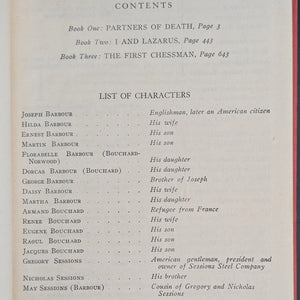 CONTENTS
Book One: PARTNERS OF DEATH, Page 3
Book Two: I AND LAZARUS, Page 443
Book Three: THE FIRST CHESSMAN, Page 643
LIST OF CHARACTERS
JOSEPH BARBOUR . . . . . . Englishman, later an American citizen
HILDA BARBOUR . . . . . . His wife
ERNEST BARBOUR . . . . . . His son
MARTIN BARBOUR . . . . . . His son
FLORABELLE BARBOUR (BOUCHARD-
NORWOOD) . . . . . . His daughter
DORCAS BARBOUR (BOUCHARD) . . His daughter
GEORGE BARBOUR . . . . . . Brother of Joseph
DAISY BARBOUR . . . . . . His wife
MARTHA BARBOUR . . . . . . His daughter
ARMAND BOUCHARD . . . . . . Refugee from France
RENEE BOUCHARD . . . . . . His wife
EUGENE BOUCHARD . . . . . . His son
RAOUL BOUCHARD . . . . . . His son
JACQUES BOUCHARD . . . . . . His son
GREGORY SESSIONS . . . . . . American gentleman, president and
owner of Sessions Steel Company
NICHOLAS SESSIONS . . . . . . His brother
MAY SESSIONS (BARBOUR) . . . . Cousin of Gregory and Nicholas
Sessions